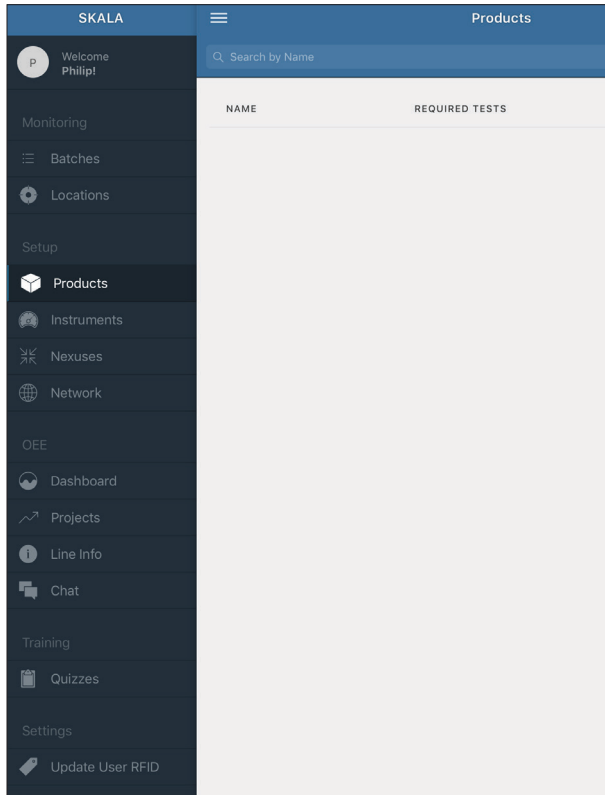 SKALA
P
Welcome
Philip!
Monitoring
Batches
Locations
Setup
Products
Instruments
Nexuses
Network
OEE
Dashboard
Projects
Line Info
Chat
Training
Quizzes
Settings
Update User RFID
Products
Search by Name
NAME REQUIRED TESTS